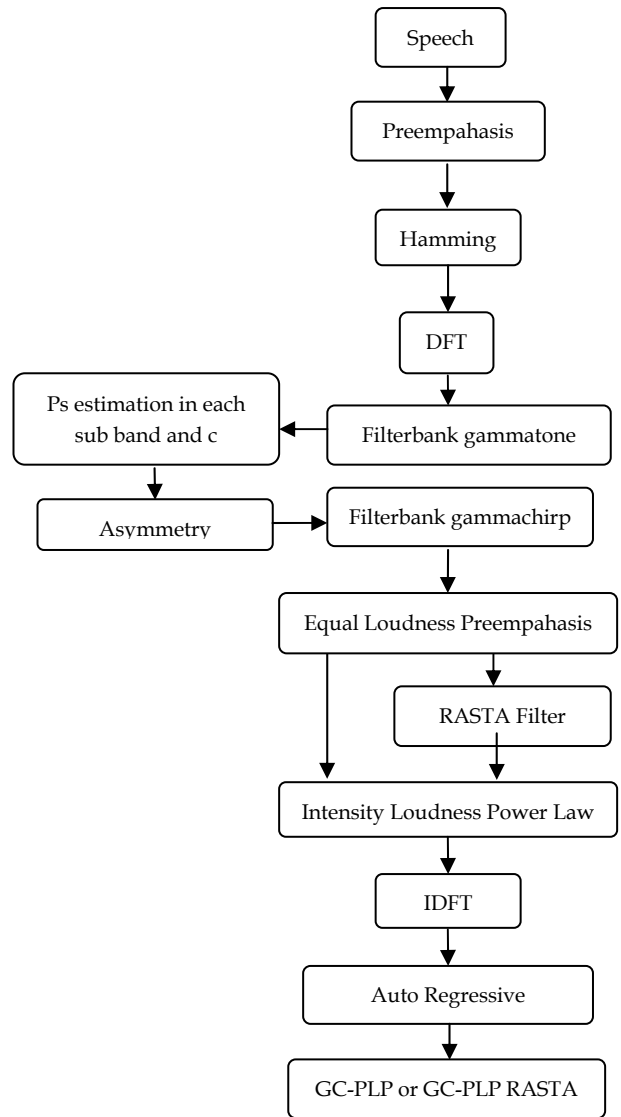 Speech
Preempahasis
Hamming
DFT
Filterbank gammatone
Ps estimation in each
sub band and c
Asymmetry
Filterbank gammachirp
Equal Loudness Preempahasis
RASTA Filter
Intensity Loudness Power Law
IDFT
Auto Regressive
GC-PLP or GC-PLP RASTA